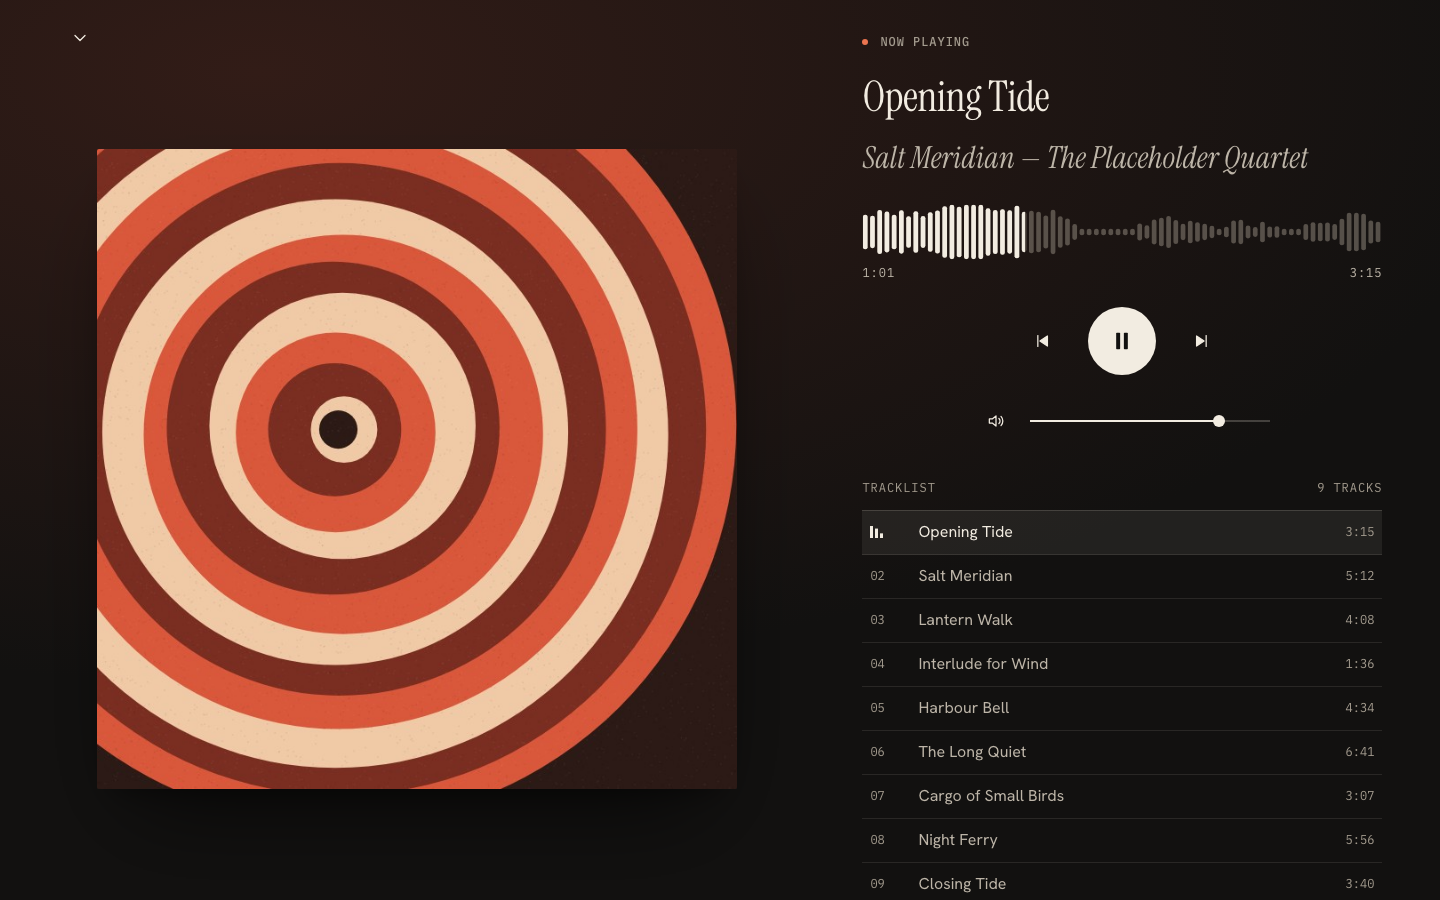 NOW PLAYING
Opening Tide
Salt Meridian — The Placeholder Quartet
1:01 3:15
TRACKLIST 9 TRACKS
Opening Tide 3:15
02 Salt Meridian 5:12
03 Lantern Walk 4:08
04 Interlude for Wind 1:36
05 Harbour Bell 4:34
06 The Long Quiet 6:41
07 Cargo of Small Birds 3:07
08 Night Ferry 5:56
09 Closing Tide 3:40